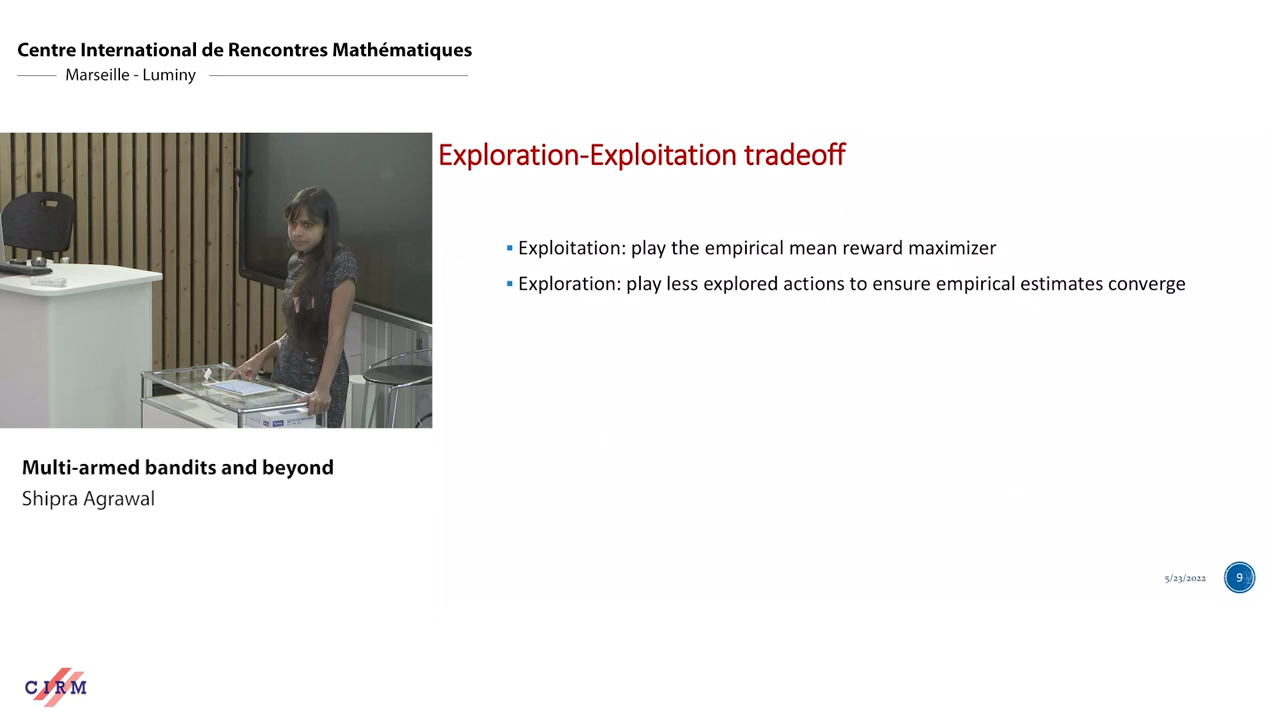 Centre International de Rencontres Mathématiques
Marseille - Luminy
Exploration-Exploitation tradeoff
▪ Exploitation: play the empirical mean reward maximizer
▪ Exploration: play less explored actions to ensure empirical estimates converge
Multi-armed bandits and beyond
Shipra Agrawal
5/23/2022
9
CIRM